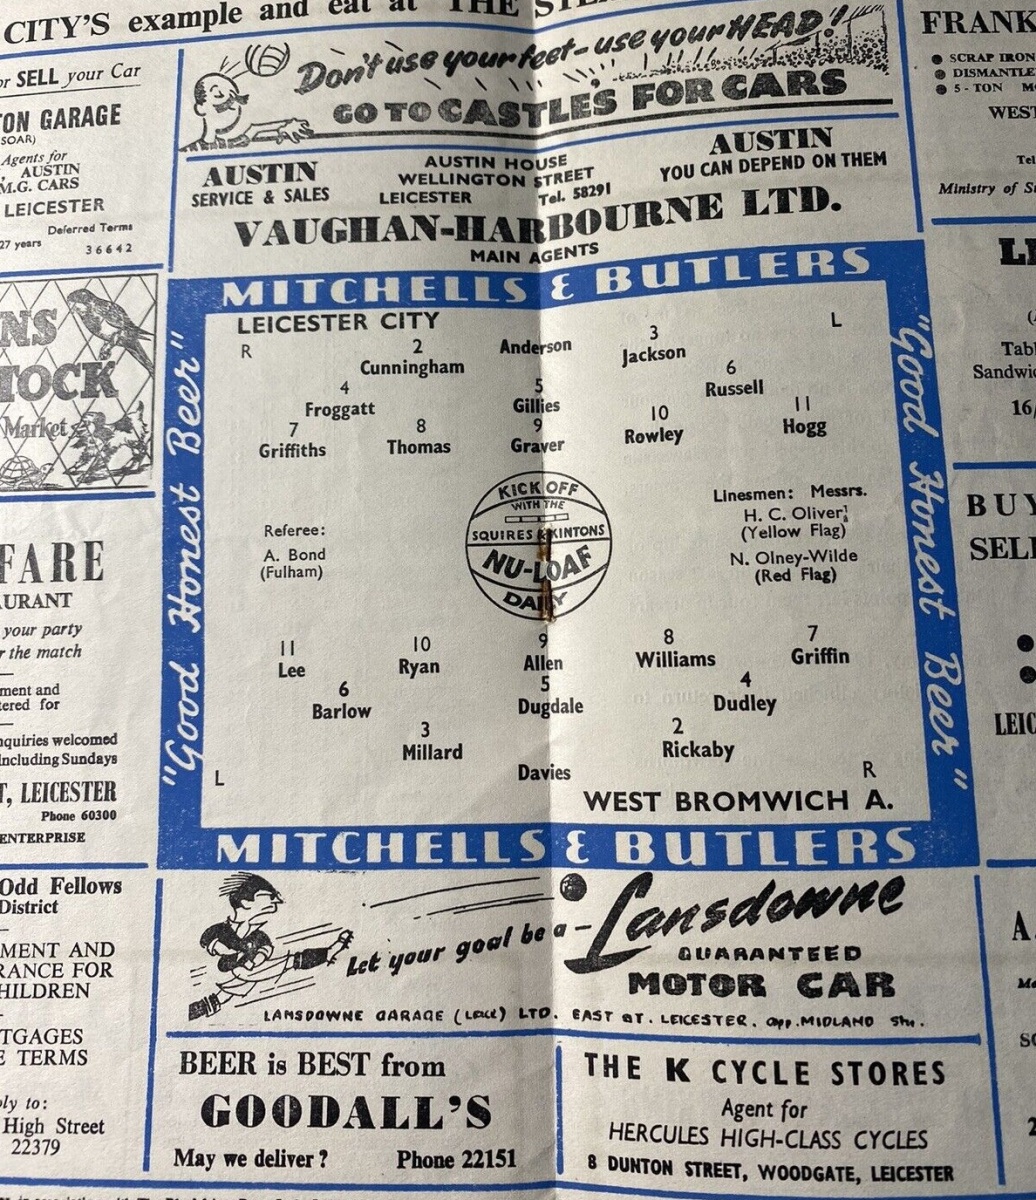 CITY'S example and eat at "THE
or SELL your Car
ON GARAGE
SOAR)
Agents for
, AUSTIN
M.G. CARS
LEICESTER
Deferred Terms
27 years 36642
NS
TOCK
Market
FARE
AURANT
your party
r the match
ment and
tered for
nquiries welcomed
Including Sundays
T, LEICESTER
Phone 60300
ENTERPRISE
Odd Fellows
District
MENT AND
RANCE FOR
HILDREN
TGAGES
E TERMS
ply to:
High Street
22379
Don't use your feet - use your HEAD!
GO TO CASTLE'S FOR CARS
AUSTIN
SERVICE & SALES
AUSTIN HOUSE
WELLINGTON STREET
LEICESTER Tel. 58291
AUSTIN
YOU CAN DEPEND ON THEM
VAUGHAN-HARBOURNE LTD.
MAIN AGENTS
MITCHELLS & BUTLERS
"Good Honest Beer"
"Good Honest Beer"
LEICESTER CITY
R L
Anderson
2 3
Cunningham Jackson
4 5 6
Froggatt Gillies Russell
7 8 9 10 11
Griffiths Thomas Graver Rowley Hogg
Referee:
A. Bond
(Fulham)
KICK OFF
WITH THE
SQUIRES & KINTONS
NU-LOAF
DAILY
Linesmen: Messrs.
H. C. Oliver
(Yellow Flag)
N. Olney-Wilde
(Red Flag)
11 10 9 8 7
Lee Ryan Allen Williams Griffin
6 5 4
Barlow Dugdale Dudley
3 2
Millard Rickaby
Davies
L R
WEST BROMWICH A.
MITCHELLS & BUTLERS
Let your goal be a - Lansdowne
GUARANTEED
MOTOR CAR
LANSDOWNE GARAGE (LEIC) LTD. EAST ST. LEICESTER. opp. MIDLAND Stn.
BEER is BEST from
GOODALL'S
May we deliver? Phone 22151
THE K CYCLE STORES
Agent for
HERCULES HIGH-CLASS CYCLES
8 DUNTON STREET, WOODGATE, LEICESTER
FRANK
● SCRAP IRON
● DISMANTLE
● 5-TON
WEST
Tel
Ministry of
Tabl
Sandwic
16/
BUY
SELL
LEIC